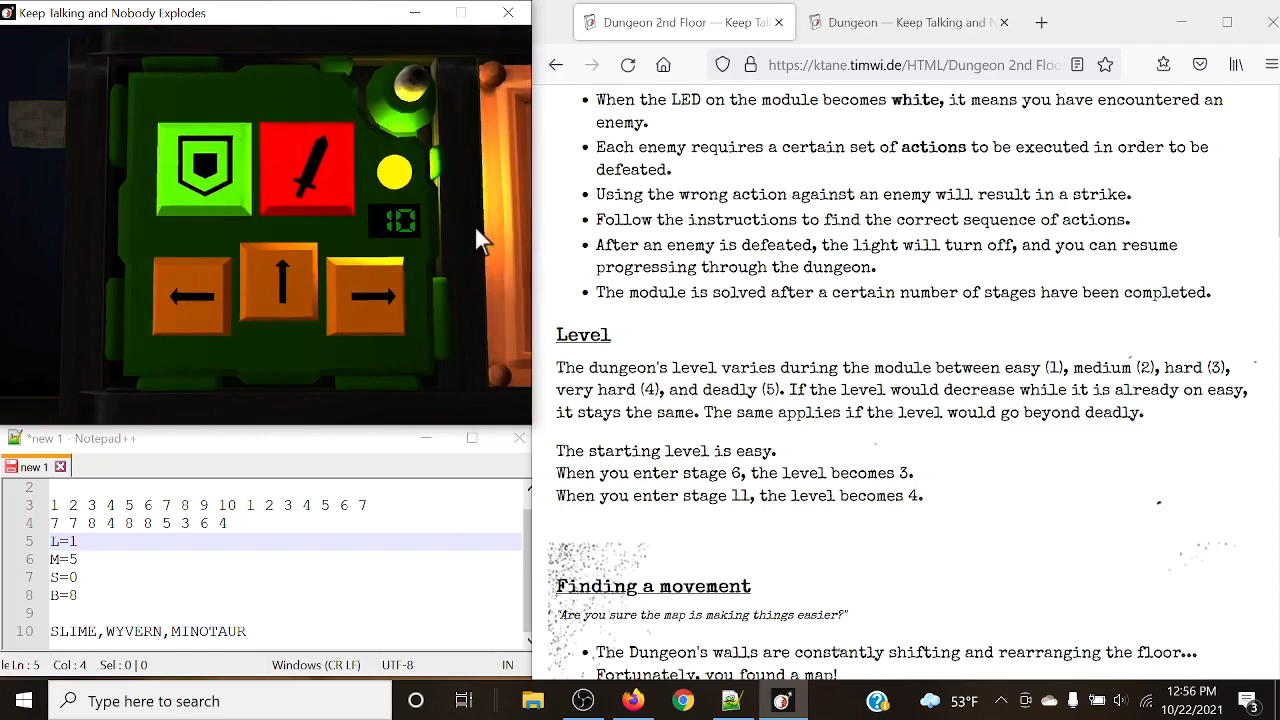 Keep Talking and Nobody Explodes
10
*new 1 - Notepad++
new 1
2
3 1 2 3 4 5 6 7 8 9 10 1 2 3 4 5 6 7
4 7 7 8 4 8 8 5 3 6 4
5 L=1
6 M=5
7 S=0
8 B=8
9
10 SLIME,WYVERN,MINOTAUR
le Ln : 5 Col : 4 Sel : 0 | 0 Windows (CR LF) UTF-8 IN
Dungeon 2nd Floor — Keep Talki
Dungeon — Keep Talking and N
https://ktane.timwi.de/HTML/Dungeon 2nd Floo
When the LED on the module becomes white, it means you have encountered an
enemy.
Each enemy requires a certain set of actions to be executed in order to be
defeated.
Using the wrong action against an enemy will result in a strike.
Follow the instructions to find the correct sequence of actions.
After an enemy is defeated, the light will turn off, and you can resume
progressing through the dungeon.
The module is solved after a certain number of stages have been completed.
Level
The dungeon's level varies during the module between easy (1), medium (2), hard (3),
very hard (4), and deadly (5). If the level would decrease while it is already on easy,
it stays the same. The same applies if the level would go beyond deadly.
The starting level is easy.
When you enter stage 6, the level becomes 3.
When you enter stage 11, the level becomes 4.
Finding a movement
"Are you sure the map is making things easier?"
The Dungeon's walls are constantly shifting and rearranging the floor...
Fortunately, you found a map!
Type here to search
53°F
12:56 PM
10/22/2021
3